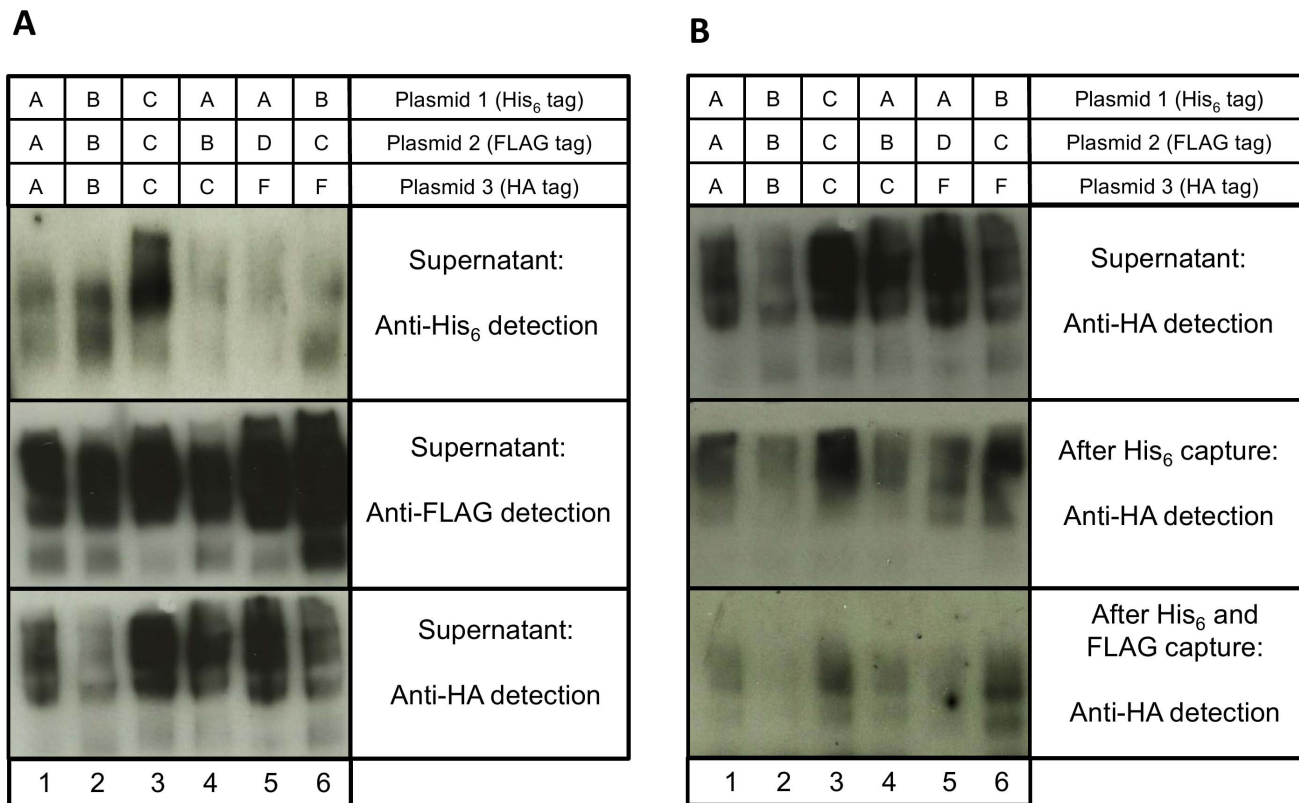 A
A B C A A B Plasmid 1 (His₆ tag)
A B C B D C Plasmid 2 (FLAG tag)
A B C C F F Plasmid 3 (HA tag)
Supernatant:
Anti-His₆ detection
Supernatant:
Anti-FLAG detection
Supernatant:
Anti-HA detection
1 2 3 4 5 6
B
A B C A A B Plasmid 1 (His₆ tag)
A B C B D C Plasmid 2 (FLAG tag)
A B C C F F Plasmid 3 (HA tag)
Supernatant:
Anti-HA detection
After His₆ capture:
Anti-HA detection
After His₆ and
FLAG capture:
Anti-HA detection
1 2 3 4 5 6